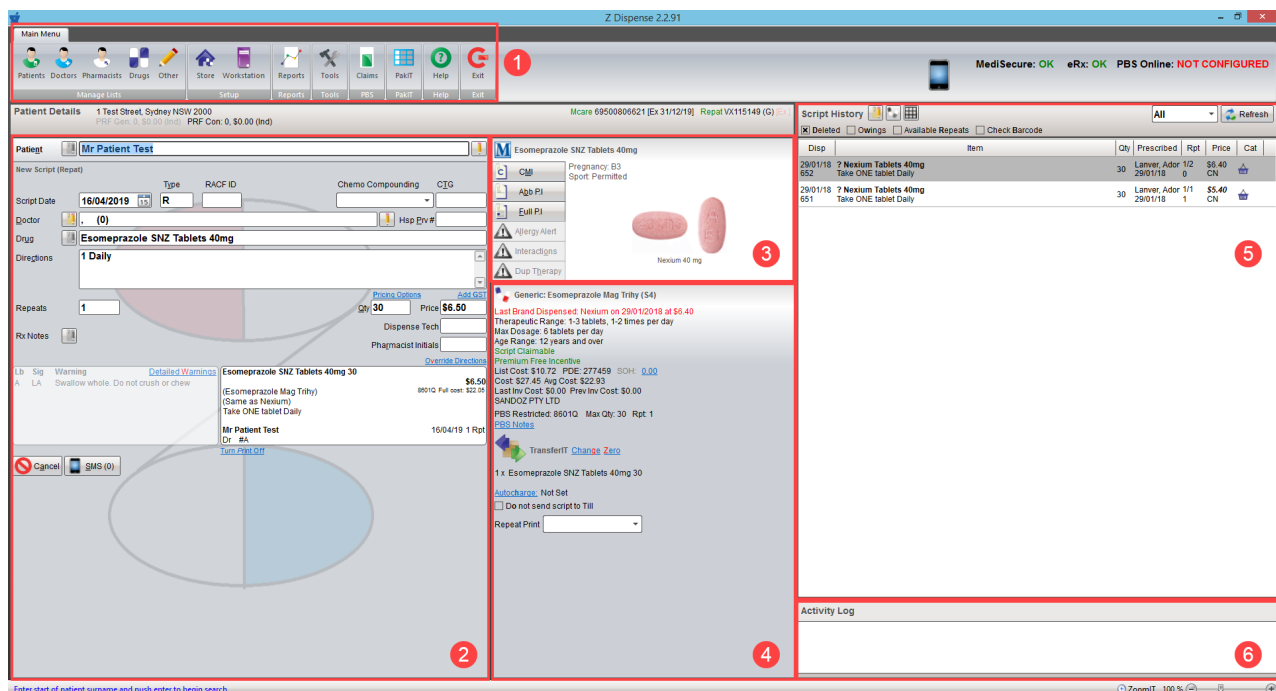 Z Dispense 2.2.91
Main Menu
Patients Doctors Pharmacists Drugs Other Store Workstation Reports Tools Claims PakIT Help Exit
Manage Lists Setup Reports Tools PBS PakIT Help Exit
1
MediSecure: OK eRx: OK PBS Online: NOT CONFIGURED
Patient Details 1 Test Street, Sydney NSW 2000
PRF Gen: 0, $0.00 (Ind) PRF Con: 0, $0.00 (Ind)
Mcare 69500806621 [Ex 31/12/19] Repat VX115149 (G)
Patient Mr Patient Test
New Script (Repat)
Type RACF ID Chemo Compounding CTG
Script Date 16/04/2019 15 R
Doctor , (0) Hsp Prv #
Drug Esomeprazole SNZ Tablets 40mg
Directions 1 Daily
Pricing Options Add GST
Repeats 1 Qty 30 Price $6.50
Dispense Tech
Rx Notes
Pharmacist Initials
Override Directions
Lb Sig Warning Detailed Warnings
A LA Swallow whole. Do not crush or chew
Esomeprazole SNZ Tablets 40mg 30
$6.50
(Esomeprazole Mag Trihy) 8601Q Full cost: $22.05
(Same as Nexium)
Take ONE tablet Daily
Mr Patient Test 16/04/19 1 Rpt
Dr #A
Turn Print Off
Cancel SMS (0)
2
M Esomeprazole SNZ Tablets 40mg
C CMI
Abb P.I
Full P.I
Allergy Alert
Interactions
Dup Therapy
Pregnancy: B3
Sport: Permitted
Nexium 40 mg
3
Generic: Esomeprazole Mag Trihy (S4)
Last Brand Dispensed: Nexium on 29/01/2018 at $6.40
Therapeutic Range: 1-3 tablets, 1-2 times per day
Max Dosage: 6 tablets per day
Age Range: 12 years and over
Script Claimable
Premium Free Incentive
List Cost: $10.72 PDE: 277459 SOH: 0.00
Cost: $27.45 Avg Cost: $22.93
Last Inv Cost: $0.00 Prev Inv Cost: $0.00
SANDOZ PTY LTD
PBS Restricted: 8601Q Max Qty: 30 Rpt: 1
PBS Notes
TransferIT Change Zero
1 x Esomeprazole SNZ Tablets 40mg 30
Autocharge: Not Set
Do not send script to Till
Repeat Print
4
Script History All Refresh
Deleted Owings Available Repeats Check Barcode
Disp Item Qty Prescribed Rpt Price Cat
29/01/18 ? Nexium Tablets 40mg 30 Lanver, Ador 1/2 $6.40
652 Take ONE tablet Daily 29/01/18 0 CN
29/01/18 ? Nexium Tablets 40mg 30 Lanver, Ador 1/1 $5.40
651 Take ONE tablet Daily 29/01/18 1 CN
5
Activity Log
6
Enter start of patient surname and push enter to begin search
ZoomIT 100 %